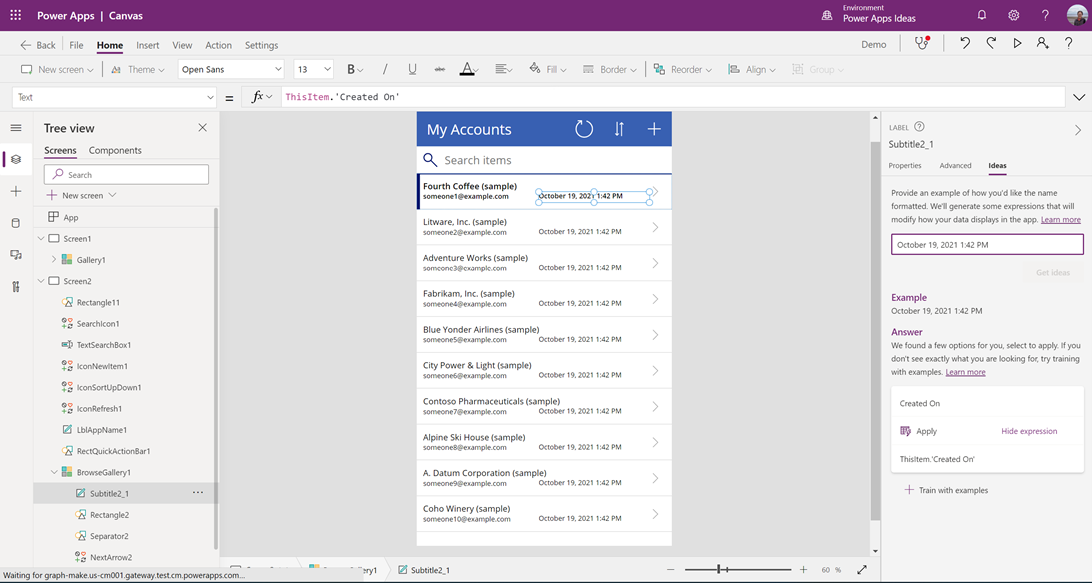 Power Apps | Canvas
Environment
Power Apps Ideas
Back File Home Insert View Action Settings
Demo
New screen Theme Open Sans 13 B / U abc A Fill Border Reorder Align Group
Text = fx ThisItem.'Created On'
Tree view
Screens Components
Search
New screen
App
Screen1
Gallery1
Screen2
Rectangle11
SearchIcon1
TextSearchBox1
IconNewItem1
IconSortUpDown1
IconRefresh1
LblAppName1
RectQuickActionBar1
BrowseGallery1
Subtitle2_1 ...
Rectangle2
Separator2
NextArrow2
Waiting for graph-make.us-cm001.gateway.test.cm.powerapps.com...
My Accounts
Search items
Fourth Coffee (sample)
someone1@example.com October 19, 2021 1:42 PM
Litware, Inc. (sample)
someone2@example.com October 19, 2021 1:42 PM
Adventure Works (sample)
someone3@example.com October 19, 2021 1:42 PM
Fabrikam, Inc. (sample)
someone4@example.com October 19, 2021 1:42 PM
Blue Yonder Airlines (sample)
someone5@example.com October 19, 2021 1:42 PM
City Power & Light (sample)
someone6@example.com October 19, 2021 1:42 PM
Contoso Pharmaceuticals (sample)
someone7@example.com October 19, 2021 1:42 PM
Alpine Ski House (sample)
someone8@example.com October 19, 2021 1:42 PM
A. Datum Corporation (sample)
someone9@example.com October 19, 2021 1:42 PM
Coho Winery (sample)
someone10@example.com October 19, 2021 1:42 PM
Subtitle2_1
60 %
LABEL
Subtitle2_1
Properties Advanced Ideas
Provide an example of how you'd like the name
formatted. We'll generate some expressions that will
modify how your data displays in the app. Learn more
October 19, 2021 1:42 PM
Get ideas
Example
October 19, 2021 1:42 PM
Answer
We found a few options for you, select to apply. If you
don't see exactly what you are looking for, try training
with examples. Learn more
Created On
Apply Hide expression
ThisItem.'Created On'
Train with examples